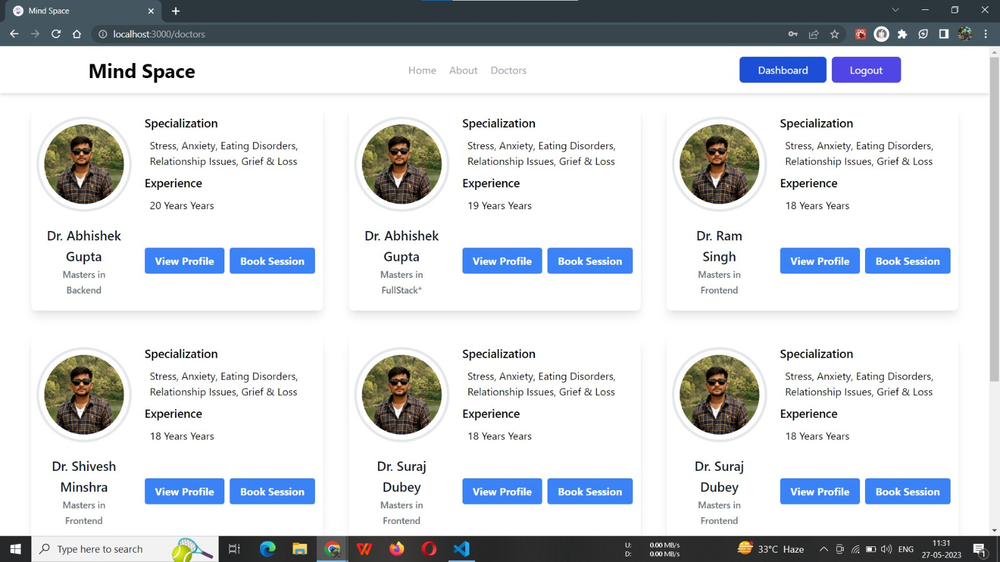 Mind Space
localhost:3000/doctors
Mind Space
Home About Doctors
Dashboard Logout
Specialization
Stress, Anxiety, Eating Disorders,
Relationship Issues, Grief & Loss
Experience
20 Years Years
Dr. Abhishek
Gupta
Masters in
Backend
View Profile Book Session
Specialization
Stress, Anxiety, Eating Disorders,
Relationship Issues, Grief & Loss
Experience
19 Years Years
Dr. Abhishek
Gupta
Masters in
FullStack*
View Profile Book Session
Specialization
Stress, Anxiety, Eating Disorders,
Relationship Issues, Grief & Loss
Experience
18 Years Years
Dr. Ram
Singh
Masters in
Frontend
View Profile Book Session
Specialization
Stress, Anxiety, Eating Disorders,
Relationship Issues, Grief & Loss
Experience
18 Years Years
Dr. Shivesh
Minshra
Masters in
Frontend
View Profile Book Session
Specialization
Stress, Anxiety, Eating Disorders,
Relationship Issues, Grief & Loss
Experience
18 Years Years
Dr. Suraj
Dubey
Masters in
Frontend
View Profile Book Session
Specialization
Stress, Anxiety, Eating Disorders,
Relationship Issues, Grief & Loss
Experience
18 Years Years
Dr. Suraj
Dubey
Masters in
Frontend
View Profile Book Session
Type here to search
U: 0.00 MB/s
D: 0.00 MB/s
33°C Haze
ENG
11:31
27-05-2023
1